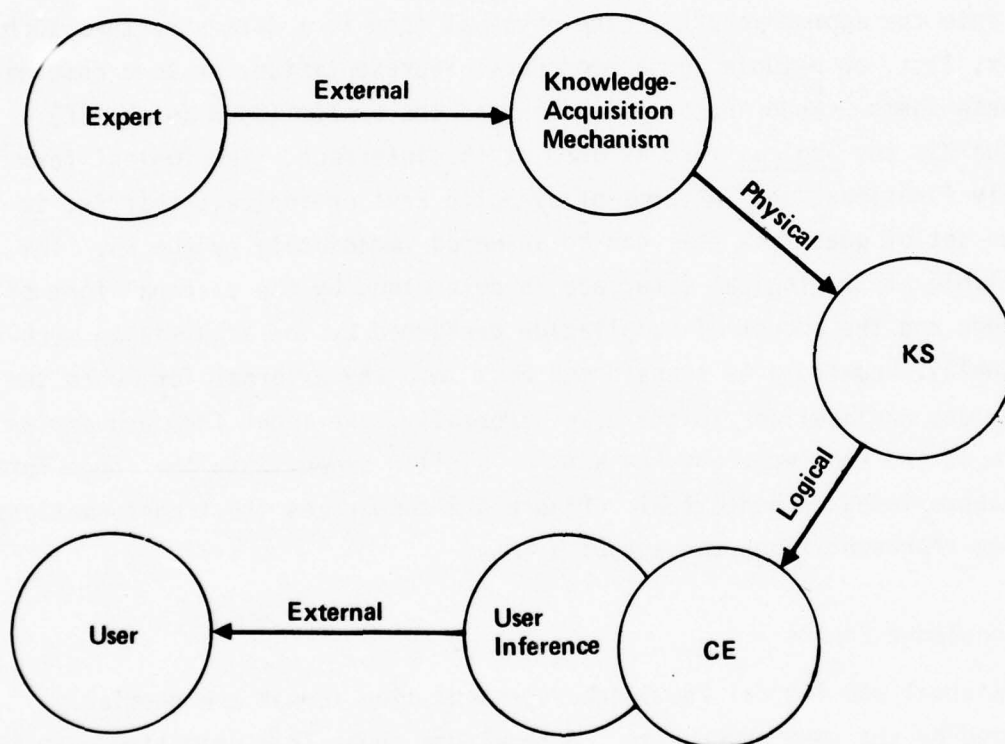 Expert
External
Knowledge-
Acquisition
Mechanism
Physical
KS
Logical
CE
User
Inference
External
User